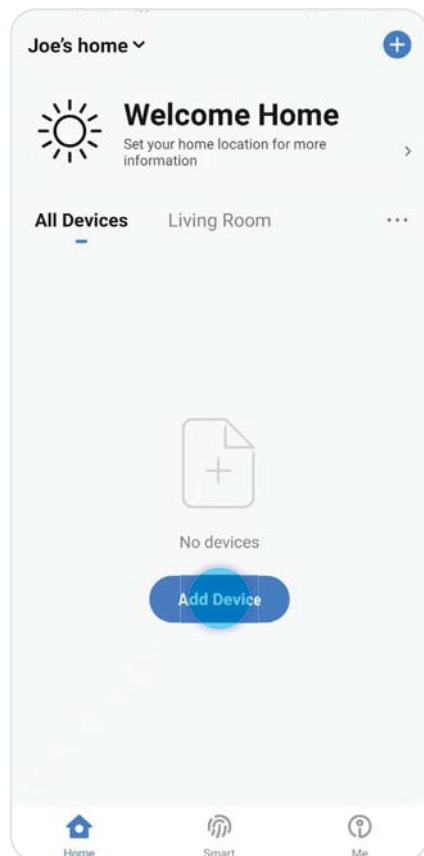 Joe's home
Welcome Home
Set your home location for more
information
All Devices
Living Room
...
No devices
Add Device
Home
Smart
Me